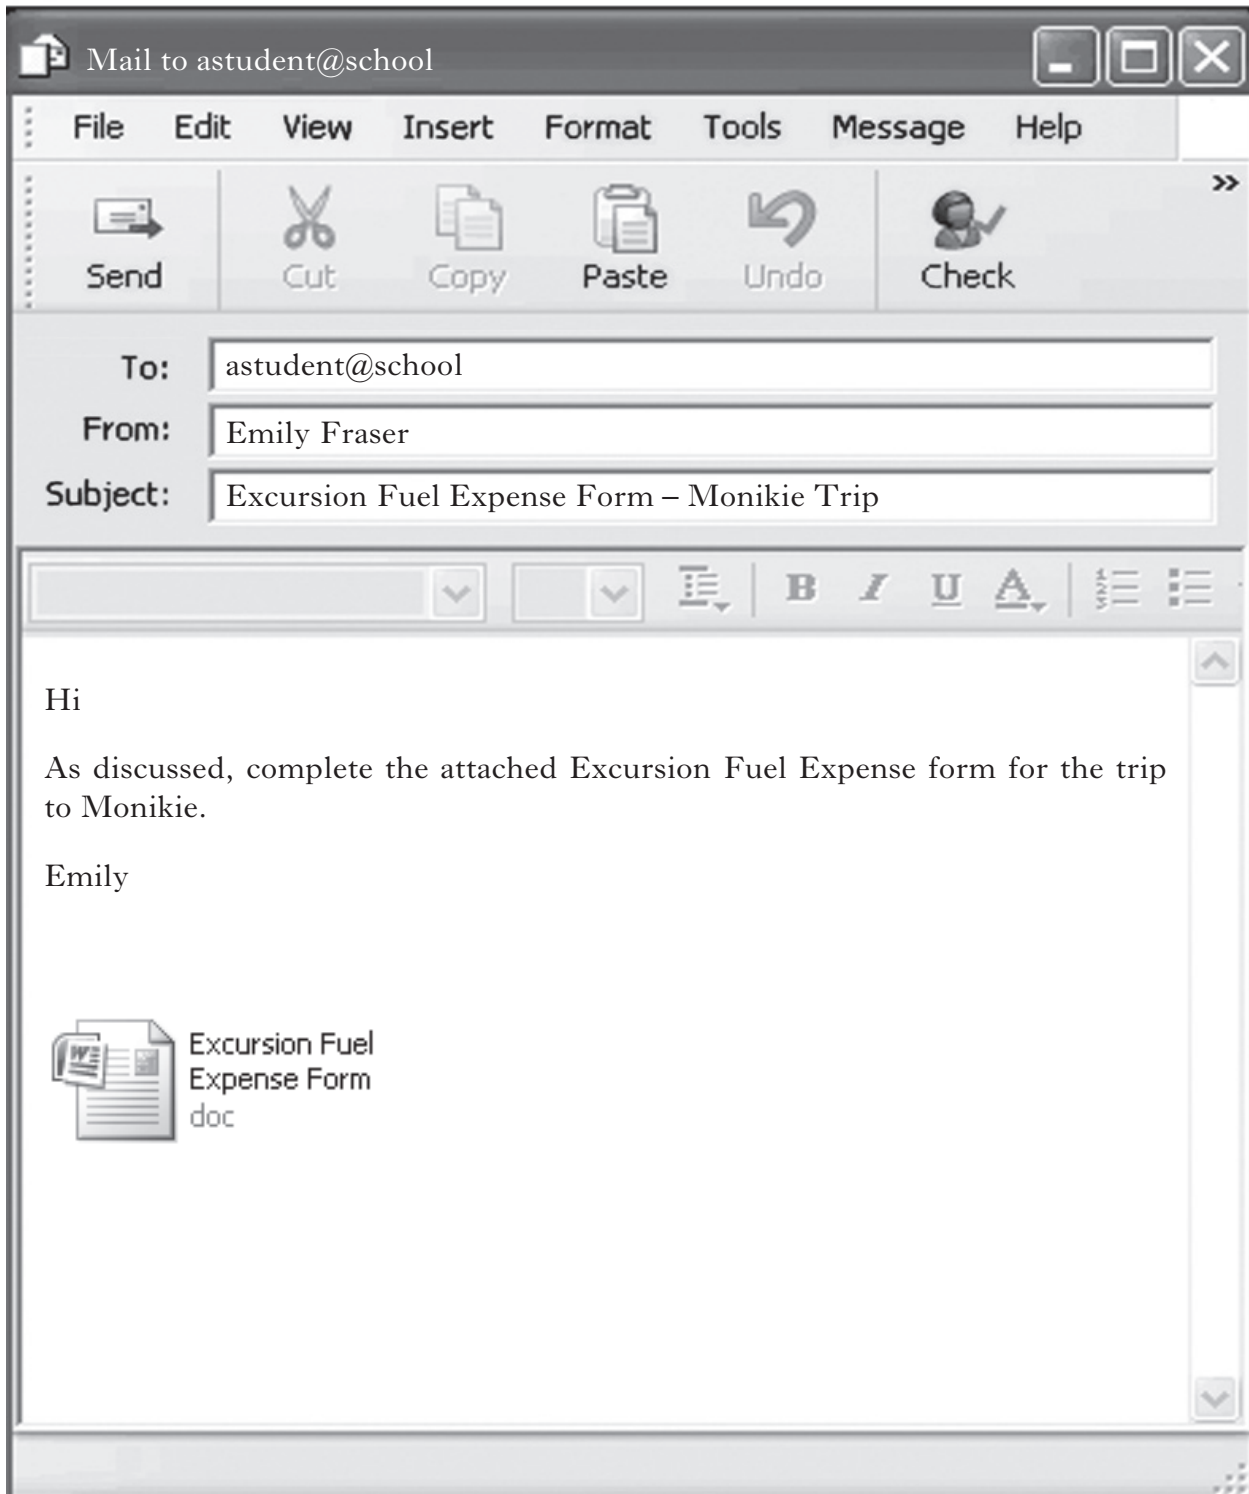 Mail to astudent@school
File Edit View Insert Format Tools Message Help
Send Cut Copy Paste Undo Check
To: astudent@school
From: Emily Fraser
Subject: Excursion Fuel Expense Form – Monikie Trip
B I U A
Hi
As discussed, complete the attached Excursion Fuel Expense form for the trip
to Monikie.
Emily
Excursion Fuel
Expense Form
doc